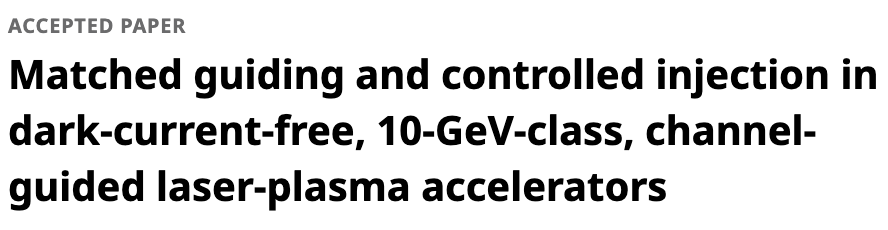 ACCEPTED PAPER
Matched guiding and controlled injection in
dark-current-free, 10-GeV-class, channel-
guided laser-plasma accelerators